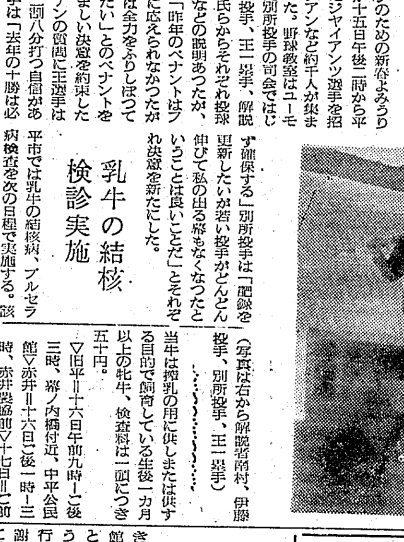 のための新春よみうり
十五日午後二時から平
ジヤイアンツ選手を招
アンなど約千人が集ま
た。野球教室はユーモ
別所投手の司会ではじ
投手、王一塁手、解説
氏らからそれぞれ投球
などの説明あつたが、
「昨年のペナントはフ
に応えられなかつたが
は全力をふりしぼつて
たい」とのペナントを
ましい決意を約束した
ンの質問に王選手は
「一割八分打つ自信があ
手は「去年の十勝は必
ず確保する」別所投手は「記録を
更新したいが若い投手がどんどん
伸びて私の出る幕もなくなつたと
いうことは良いことだ」とそれぞ
れ決意を新たにした。
(写真は右から解説者南村、伊藤
投手、別所投手、王一塁手)
乳牛の結核
検診実施
平市では乳牛の結核病、ブルセラ
病検査を次の日程で実施する。該
当牛は搾乳の用に供しまたは供す
る目的で飼育している生後一カ月
以上の牝牛、検査料は一頭につき
五十円。
▽旧平=十六日午前九時―ご後
三時、幕ノ内橋付近、中平公民
館▽赤井=十六日ご後一時―三
時、赤井農協前▽十七日=ご前